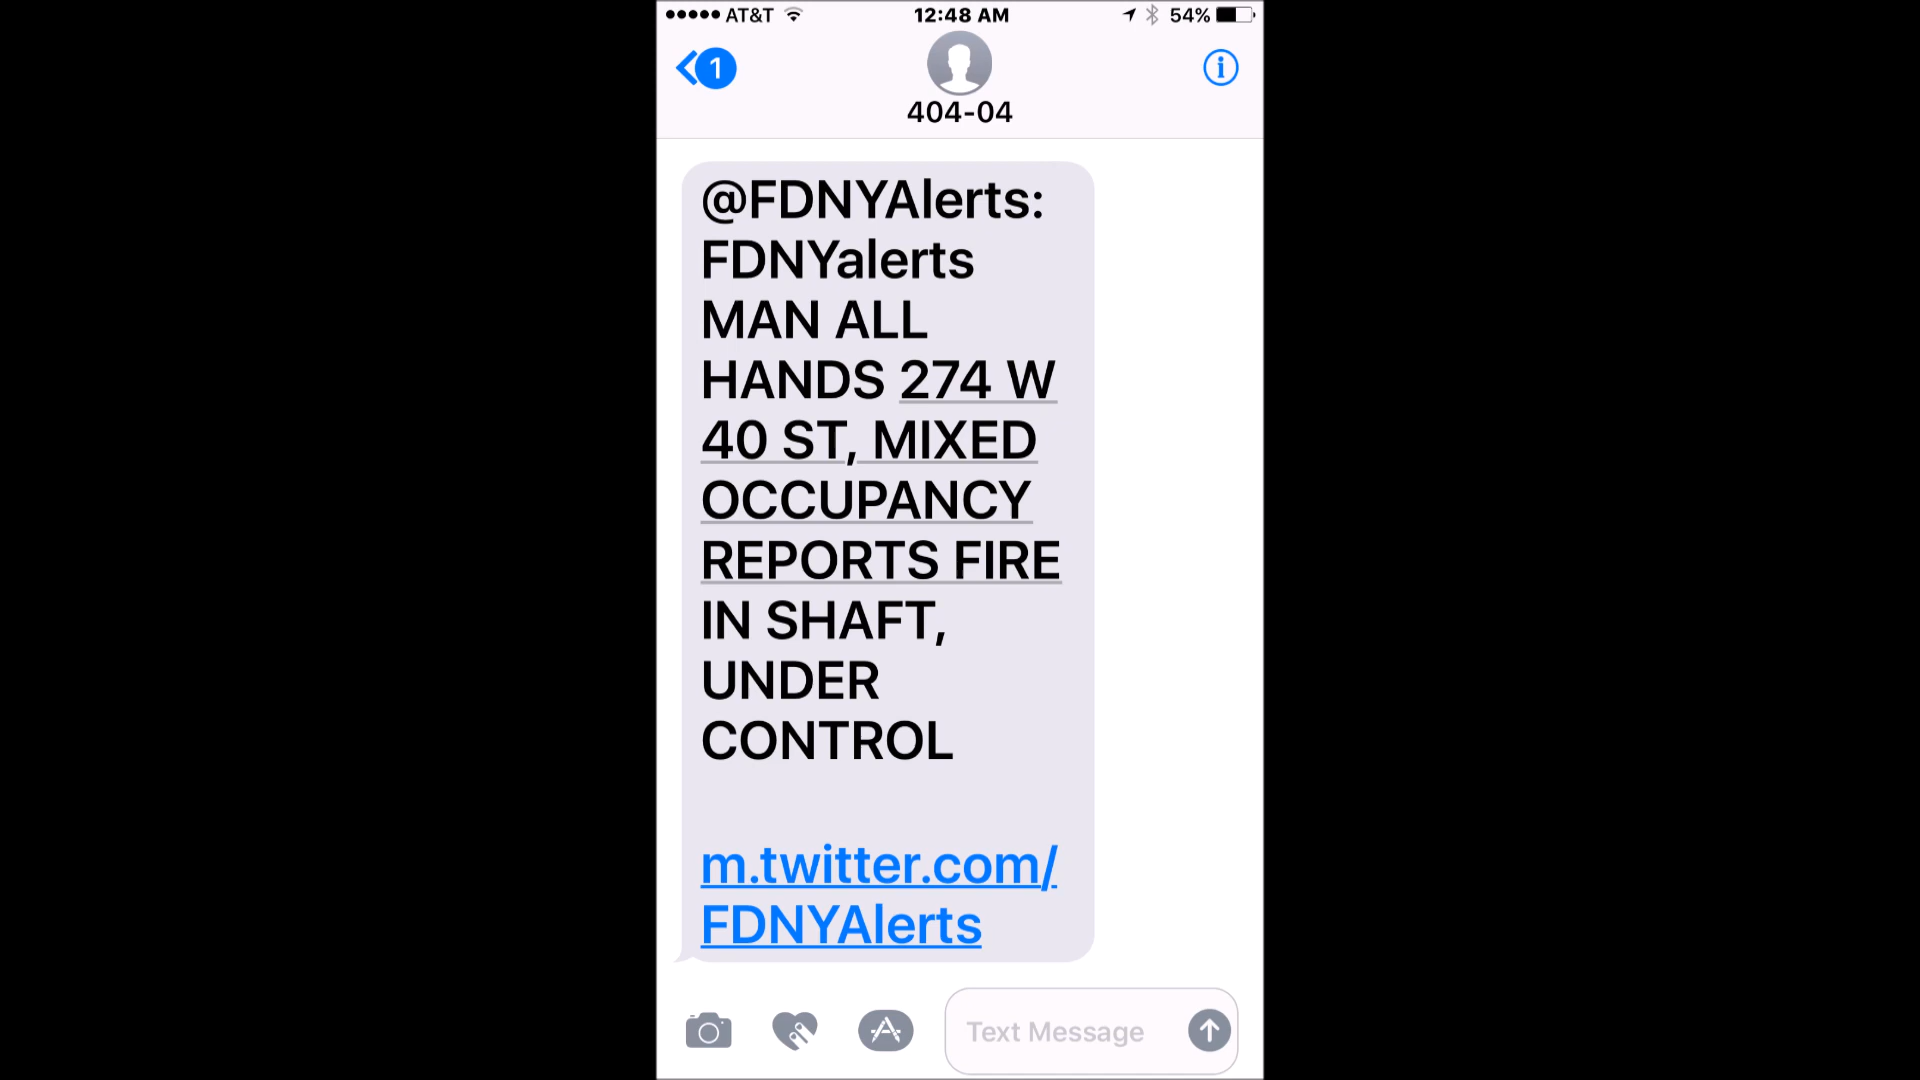 AT&T 12:48 AM 54%
1
404-04
@FDNYAlerts:
FDNYalerts
MAN ALL
HANDS 274 W
40 ST, MIXED
OCCUPANCY
REPORTS FIRE
IN SHAFT,
UNDER
CONTROL
m.twitter.com/
FDNYAlerts
Text Message